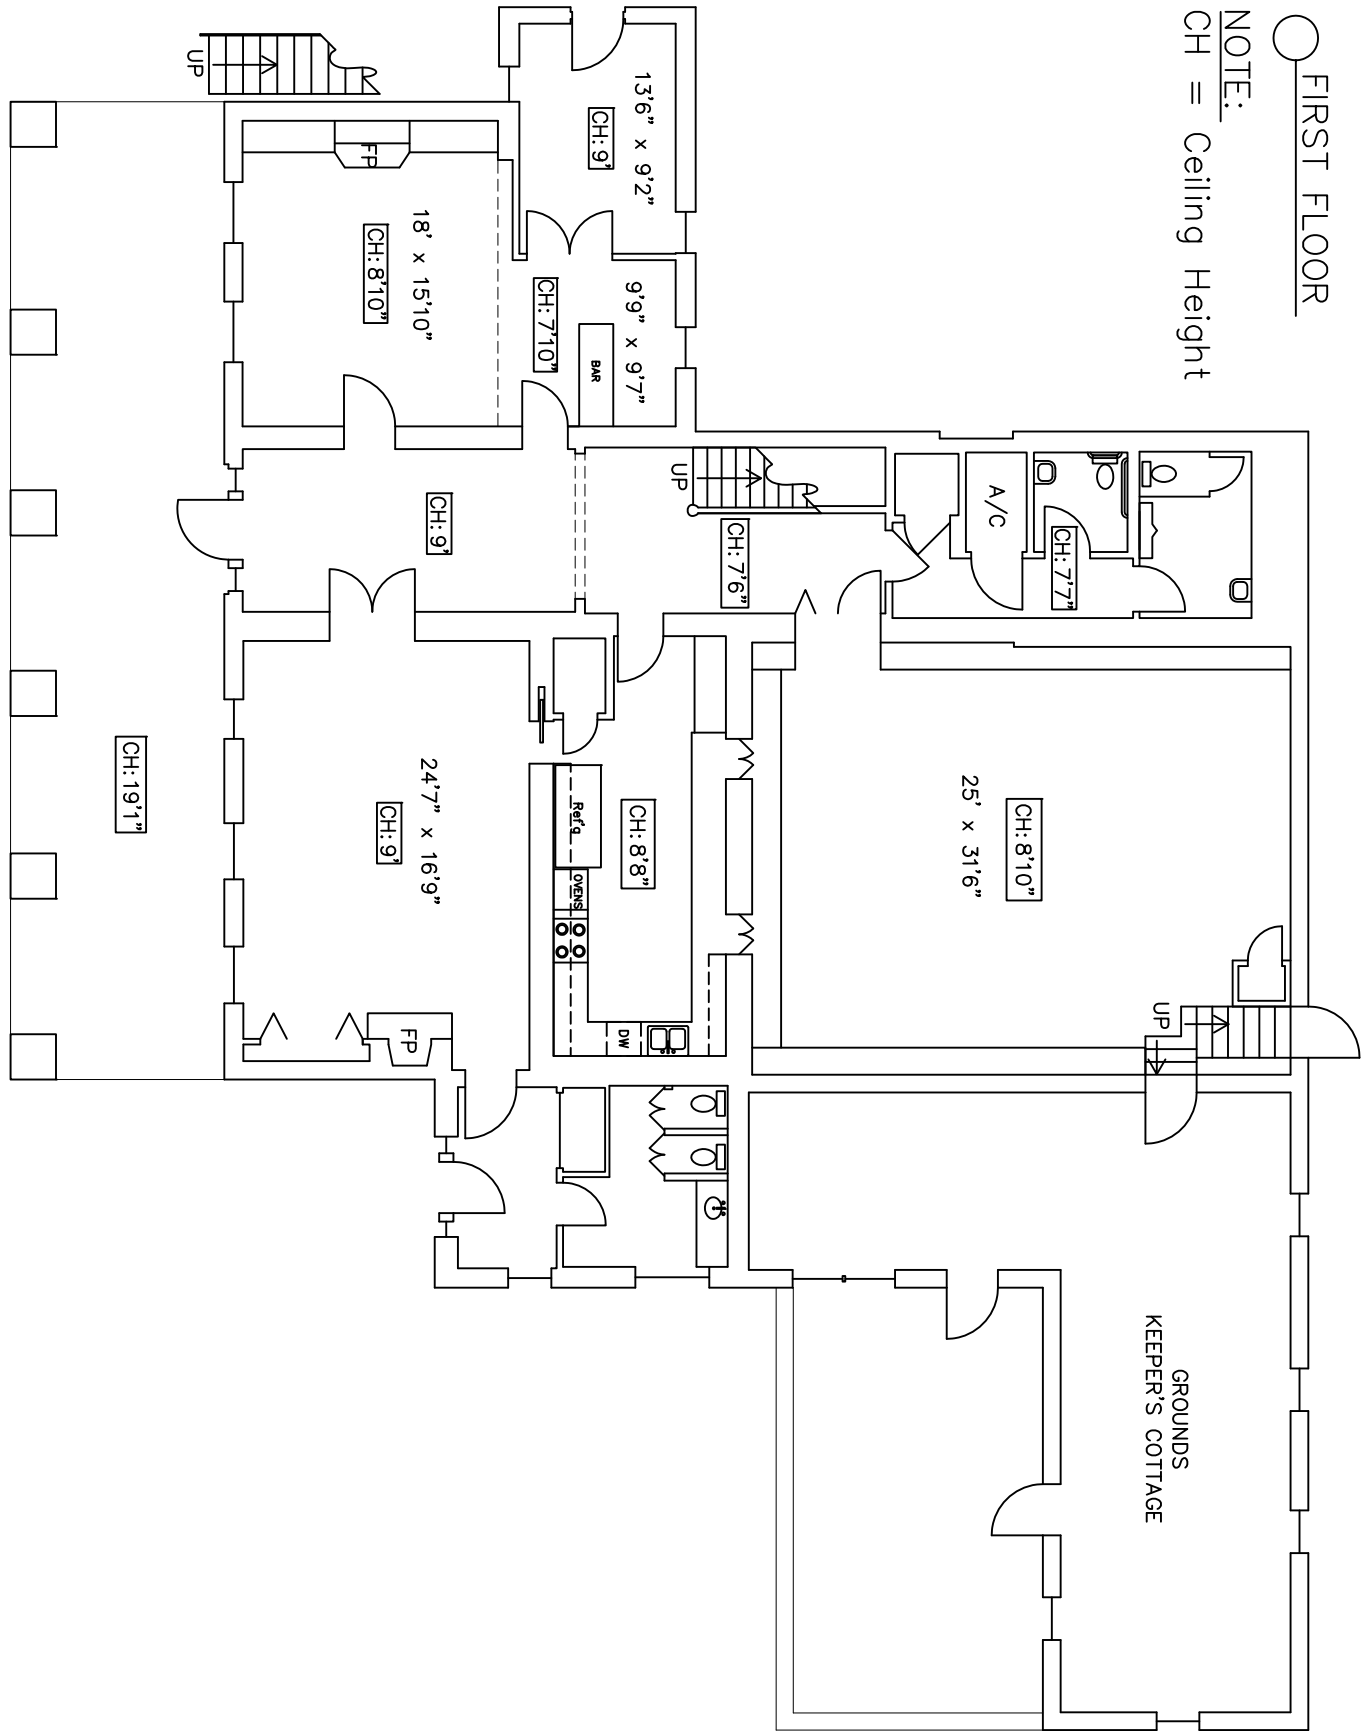 FIRST FLOOR
NOTE:
CH = Ceiling Height
13'6" x 9'2"
CH: 9'
9'9" x 9'7"
BAR
CH: 7'10"
18' x 15'10"
CH: 8'10"
FP
UP
UP
A/C
CH: 7'7"
CH: 7'6"
CH: 9'
CH: 8'10"
25' x 31'6"
UP
CH: 8'8"
Ref'g
OVENS
DW
24'7" x 16'9"
CH: 9'
FP
CH: 19'1"
GROUNDS
KEEPER'S COTTAGE